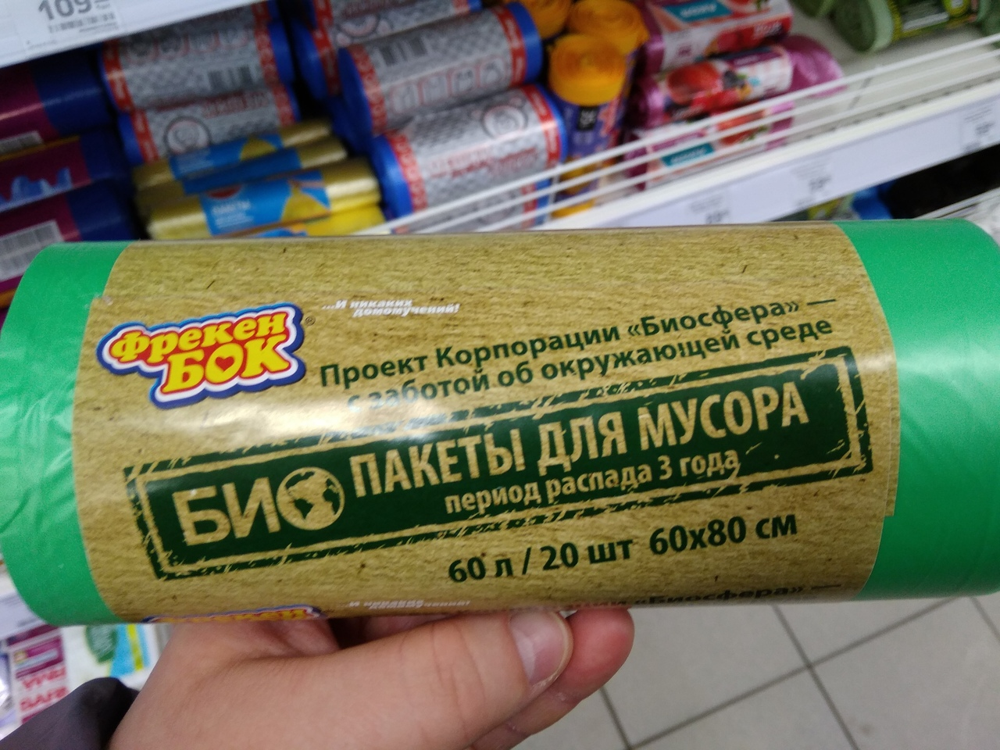 109
Фрекен
БОК
®
...И никаких
домомучений!
Проект Корпорации «Биосфера» —
с заботой об окружающей среде
БИО
ПАКЕТЫ ДЛЯ МУСОРА
период распада 3 года
60 л / 20 шт 60х80 см
...И никаких
домомучений!
«Биосфера» —
Фрекен
ПАКЕТЫ